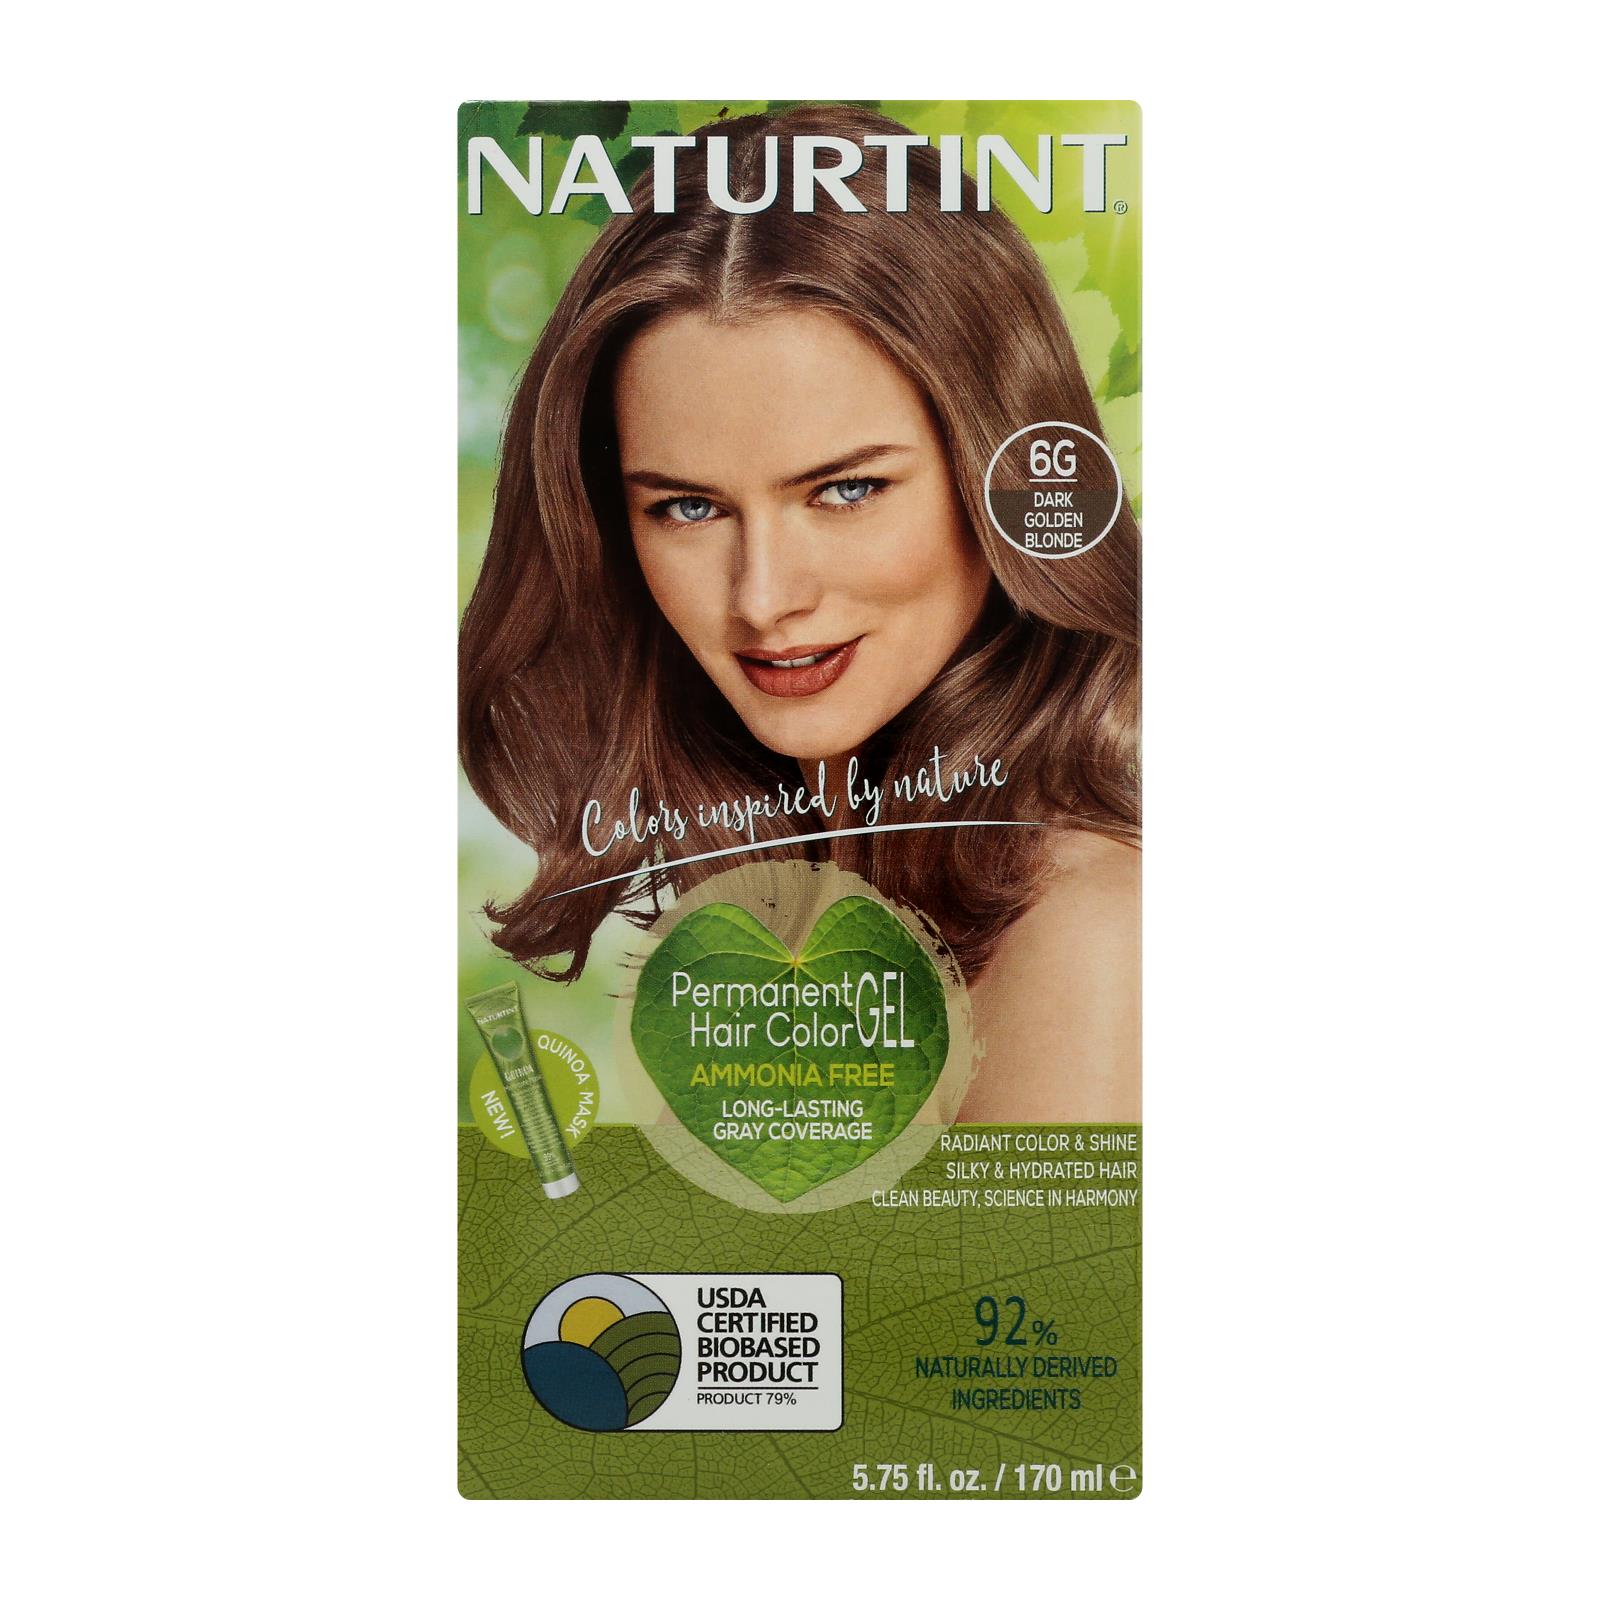 NATURTINT®
6G
DARK
GOLDEN
BLONDE
Colors inspired by nature
Permanent
Hair Color
GEL
AMMONIA FREE
LONG-LASTING
GRAY COVERAGE
NATURTINT
QUINOA
QUINOA MASK
NEW!
RADIANT COLOR & SHINE
SILKY & HYDRATED HAIR
CLEAN BEAUTY, SCIENCE IN HARMONY
USDA
CERTIFIED
BIOBASED
PRODUCT
PRODUCT 79%
92%
NATURALLY DERIVED
INGREDIENTS
5.75 fl. oz. / 170 ml ℮